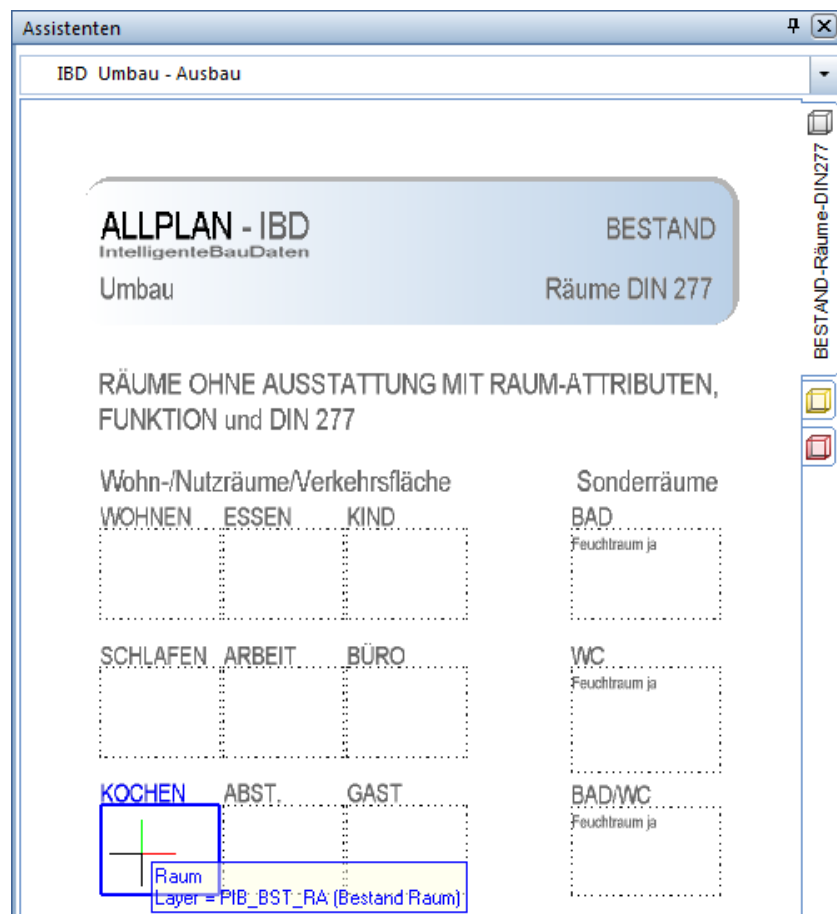 Assistenten
IBD Umbau - Ausbau
BESTAND-Räume-DIN277
ALLPLAN - IBD
BESTAND
IntelligenteBauDaten
Umbau
Räume DIN 277
RÄUME OHNE AUSSTATTUNG MIT RAUM-ATTRIBUTEN,
FUNKTION und DIN 277
Wohn-/Nutzräume/Verkehrsfläche
Sonderräume
WOHNEN ESSEN KIND BAD
Feuchtraum ja
SCHLAFEN ARBEIT BÜRO WC
Feuchtraum ja
KOCHEN ABST. GAST BAD/WC
Feuchtraum ja
Raum
Layer = PIB_BST_RA (Bestand Raum)